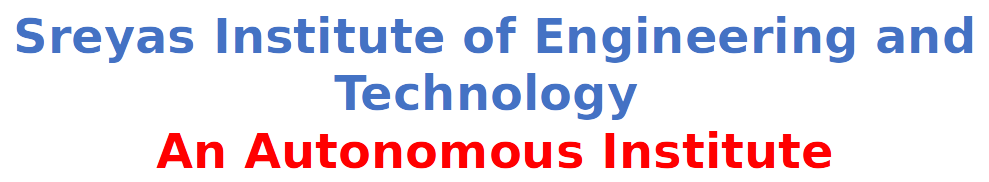 Sreyas Institute of Engineering and
Technology
An Autonomous Institute